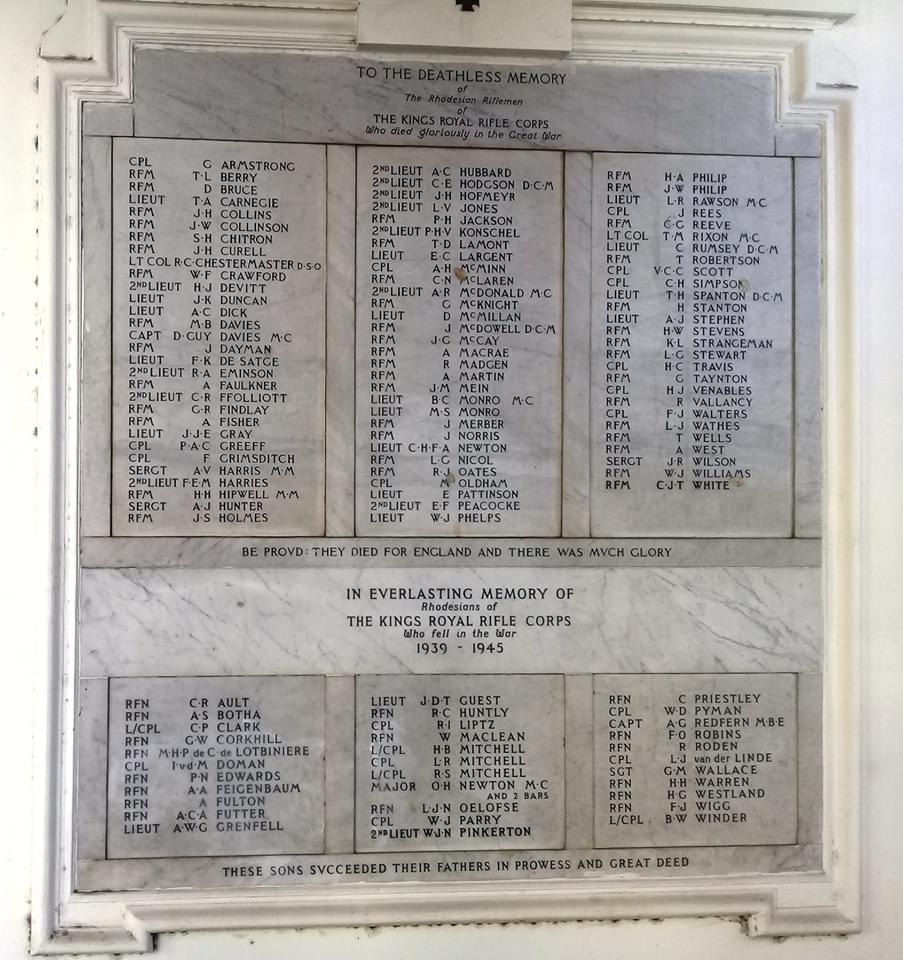 TO THE DEATHLESS MEMORY
of
The Rhodesian Riflemen
of
THE KINGS ROYAL RIFLE CORPS
Who died gloriously in the Great War
CPL G ARMSTRONG
RFM T·L BERRY
RFM D BRUCE
LIEUT T·A CARNEGIE
RFM J·H COLLINS
RFM J·W COLLINSON
RFM S·H CHITRON
RFM J·H CURELL
LT COL R·C·CHESTERMASTER D·S·O
RFM W·F CRAWFORD
2ND LIEUT H·J DEVITT
LIEUT J·K DUNCAN
LIEUT A·C DICK
RFM M·B DAVIES
CAPT D·GUY DAVIES M·C
RFM J DAYMAN
LIEUT F·K DE SATGE
2ND LIEUT R·A EMINSON
RFM A FAULKNER
2ND LIEUT C·R FFOLLIOTT
RFM G·R FINDLAY
RFM A FISHER
LIEUT J·J·E GRAY
CPL P·A·C GREEFF
CPL F GRIMSDITCH
SERGT A·V HARRIS M·M
2ND LIEUT F·E·M HARRIES
RFM H·H HIPWELL M·M
SERGT A·J HUNTER
RFM J·S HOLMES
2ND LIEUT A·C HUBBARD
2ND LIEUT C·E HODGSON D·C·M
2ND LIEUT J·H HOFMEYR
2ND LIEUT L·V JONES
RFM P·H JACKSON
2ND LIEUT P·H·V KONSCHEL
RFM T·D LAMONT
LIEUT E·C LARGENT
CPL A·H McMINN
RFM C·N McLAREN
2ND LIEUT A·R McDONALD M·C
RFM G McKNIGHT
LIEUT D McMILLAN
RFM J McDOWELL D·C·M
RFM J·G McCAY
RFM A MACRAE
RFM R MADGEN
RFM A MARTIN
RFM J·M MEIN
LIEUT B·C MONRO M·C
LIEUT M·S MONRO
RFM J MERBER
RFM J NORRIS
LIEUT C·H·F·A NEWTON
RFM L·G NICOL
RFM R·J OATES
CPL M OLDHAM
LIEUT E PATTINSON
2ND LIEUT E·F PEACOCKE
LIEUT W·J PHELPS
RFM H·A PHILIP
RFM J·W PHILIP
LIEUT L·R RAWSON M·C
CPL J REES
RFM C·G REEVE
LT COL T·M RIXON M·C
LIEUT C RUMSEY D·C·M
RFM T ROBERTSON
CPL V·C·C SCOTT
CPL C·H SIMPSON
LIEUT T·H SPANTON D·C·M
RFM H STANTON
LIEUT A·J STEPHEN
RFM H·W STEVENS
RFM K·L STRANGEMAN
RFM L·G STEWART
CPL H·C TRAVIS
RFM G TAYNTON
CPL H·J VENABLES
RFM R VALLANCY
CPL F·J WALTERS
RFM L·J WATHES
RFM T WELLS
RFM A WEST
SERGT J·R WILSON
RFM W·J WILLIAMS
RFM C·J·T WHITE
BE PROVD: THEY DIED FOR ENGLAND AND THERE WAS MVCH GLORY
IN EVERLASTING MEMORY OF
Rhodesians of
THE KINGS ROYAL RIFLE CORPS
Who fell in the War
1939 - 1945
RFN C·R AULT
RFN A·S BOTHA
L/CPL C·P CLARK
RFN G·W CORKHILL
RFN M·H·P de C·de LOTBINIERE
CPL I·v·d·M DOMAN
RFN P·N EDWARDS
RFN A·A FEIGENBAUM
RFN A FULTON
RFN A·C·A FUTTER
LIEUT A·W·G GRENFELL
LIEUT J·D·T GUEST
RFN R·C HUNTLY
CPL R·I LIPTZ
RFN W MACLEAN
L/CPL H·B MITCHELL
CPL L·R MITCHELL
L/CPL R·S MITCHELL
MAJOR O·H NEWTON M·C
AND 2 BARS
RFN L·J·N OELOFSE
CPL W·J PARRY
2ND LIEUT W·J·N PINKERTON
RFN C PRIESTLEY
CPL W·D PYMAN
CAPT A·G REDFERN M·B·E
RFN F·O ROBINS
RFN R RODEN
CPL L·J van der LINDE
SGT G·M WALLACE
RFN H·H WARREN
RFN H·G WESTLAND
RFN F·J WIGG
L/CPL B·W WINDER
THESE SONS SVCCEEDED THEIR FATHERS IN PROWESS AND GREAT DEED